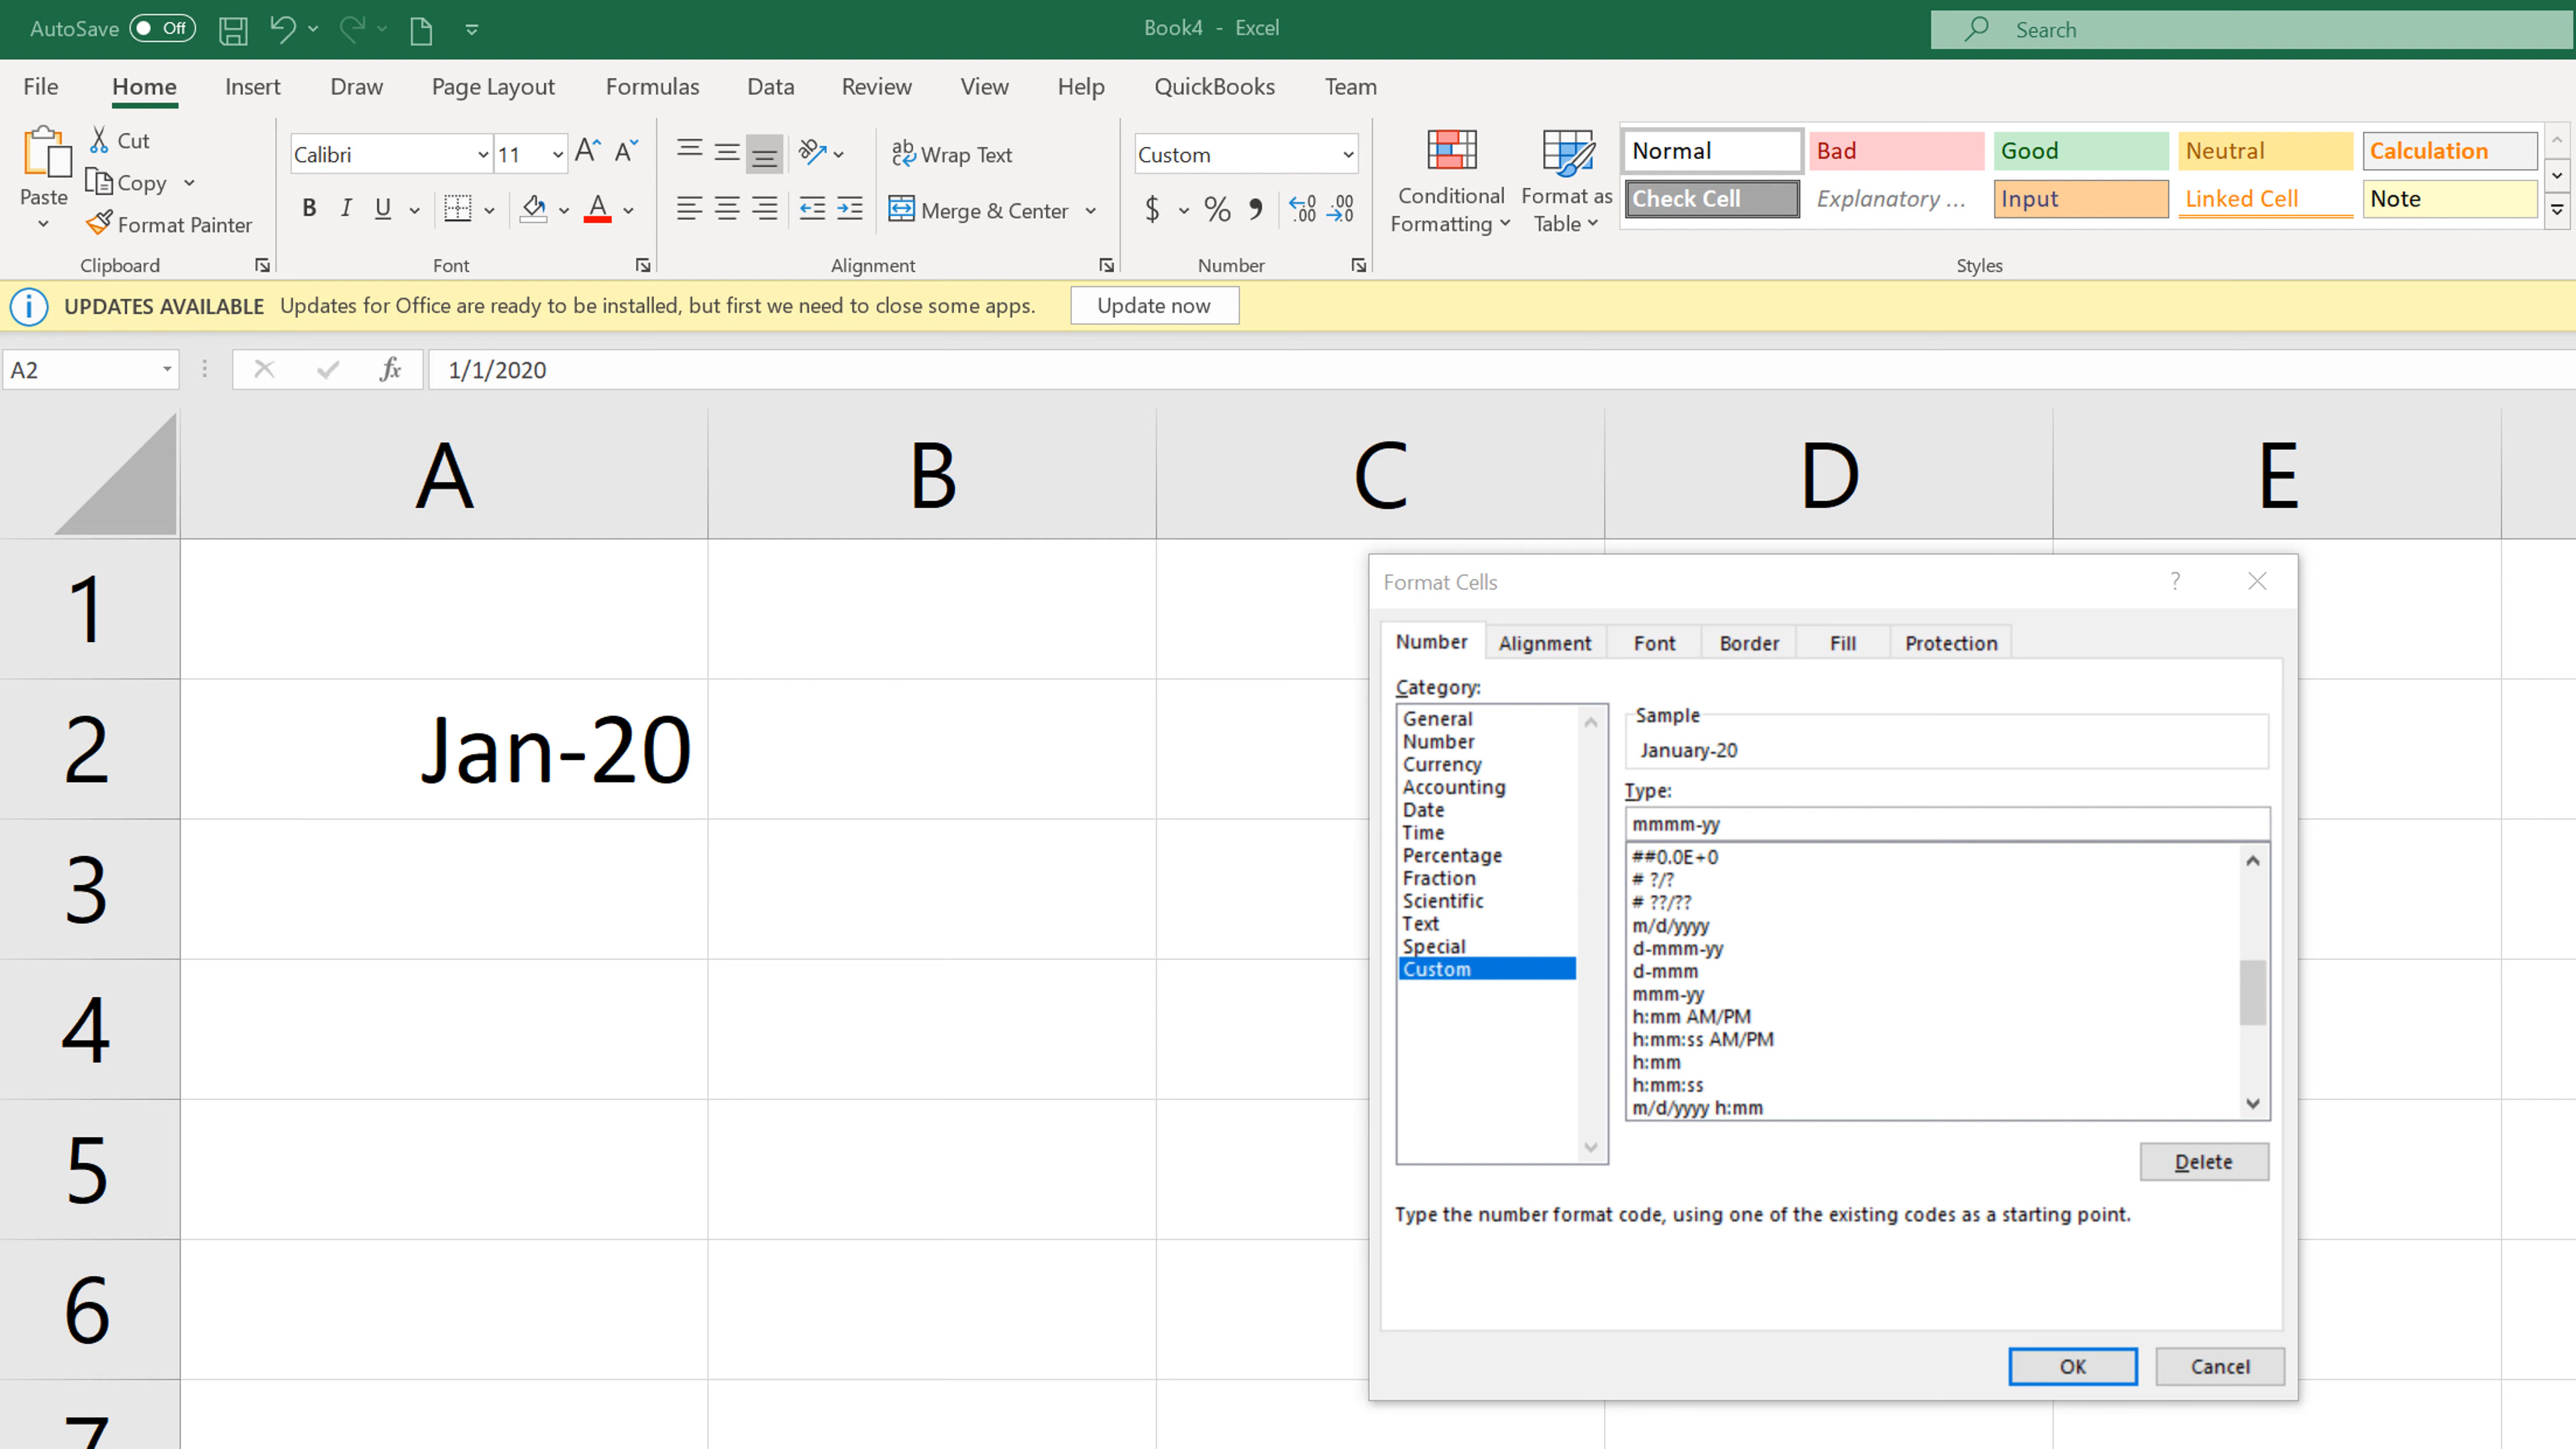 AutoSave Off Book4 - Excel Search
File Home Insert Draw Page Layout Formulas Data Review View Help QuickBooks Team
Paste
Cut
Copy
Format Painter
Clipboard
Calibri 11
B I U A
Font
Wrap Text
Merge & Center
Alignment
Custom
$ % , .00 .0 .00 .0
Number
Conditional Formatting
Format as Table
Normal Bad Good Neutral Calculation
Check Cell Explanatory ... Input Linked Cell Note
Styles
UPDATES AVAILABLE Updates for Office are ready to be installed, but first we need to close some apps. Update now
A2 fx 1/1/2020
A B C D E
1
2 Jan-20
3
4
5
6
7
Format Cells ?
Number Alignment Font Border Fill Protection
Category:
General
Number
Currency
Accounting
Date
Time
Percentage
Fraction
Scientific
Text
Special
Custom
Sample
January-20
Type:
mmmm-yy
##0.0E+0
# ?/?
# ??/??
m/d/yyyy
d-mmm-yy
d-mmm
mmm-yy
h:mm AM/PM
h:mm:ss AM/PM
h:mm
h:mm:ss
m/d/yyyy h:mm
Delete
Type the number format code, using one of the existing codes as a starting point.
OK Cancel